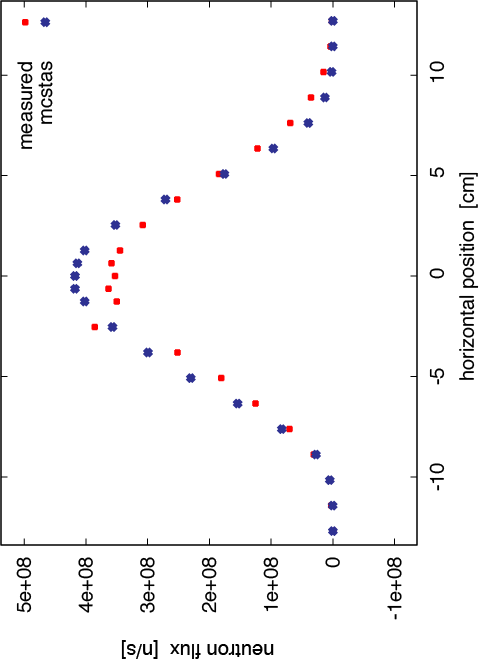 measured
mcstas
5e+08
4e+08
3e+08
2e+08
1e+08
0
-1e+08
neutron flux [n/s]
-10
-5
0
5
10
horizontal position [cm]